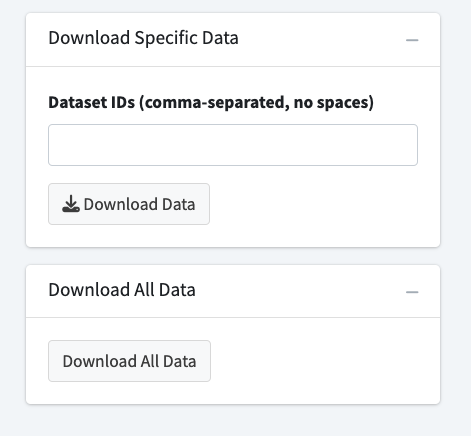 Download Specific Data
Dataset IDs (comma-separated, no spaces)
Download Data
Download All Data
Download All Data